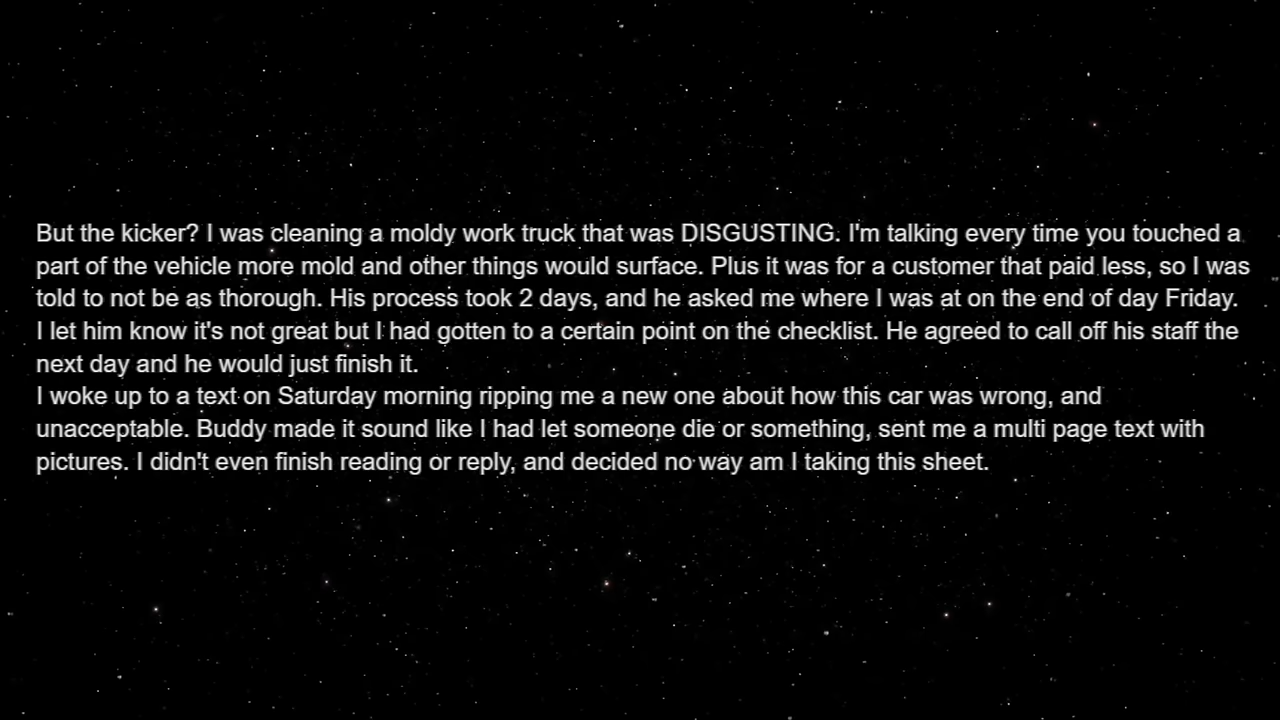 But the kicker? I was cleaning a moldy work truck that was DISGUSTING. I'm talking every time you touched a
part of the vehicle more mold and other things would surface. Plus it was for a customer that paid less, so I was
told to not be as thorough. His process took 2 days, and he asked me where I was at on the end of day Friday.
I let him know it's not great but I had gotten to a certain point on the checklist. He agreed to call off his staff the
next day and he would just finish it.
I woke up to a text on Saturday morning ripping me a new one about how this car was wrong, and
unacceptable. Buddy made it sound like I had let someone die or something, sent me a multi page text with
pictures. I didn't even finish reading or reply, and decided no way am I taking this sheet.